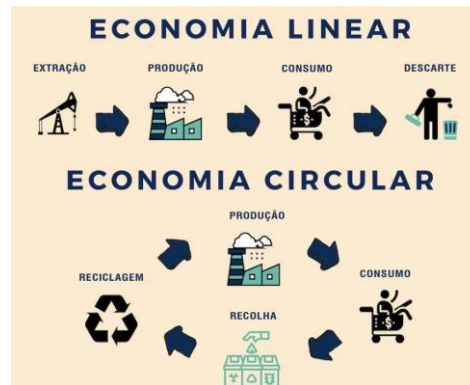 ECONOMIA LINEAR
EXTRAÇÃO PRODUÇÃO CONSUMO DESCARTE
$
ECONOMIA CIRCULAR
PRODUÇÃO
RECICLAGEM CONSUMO
$
RECOLHA